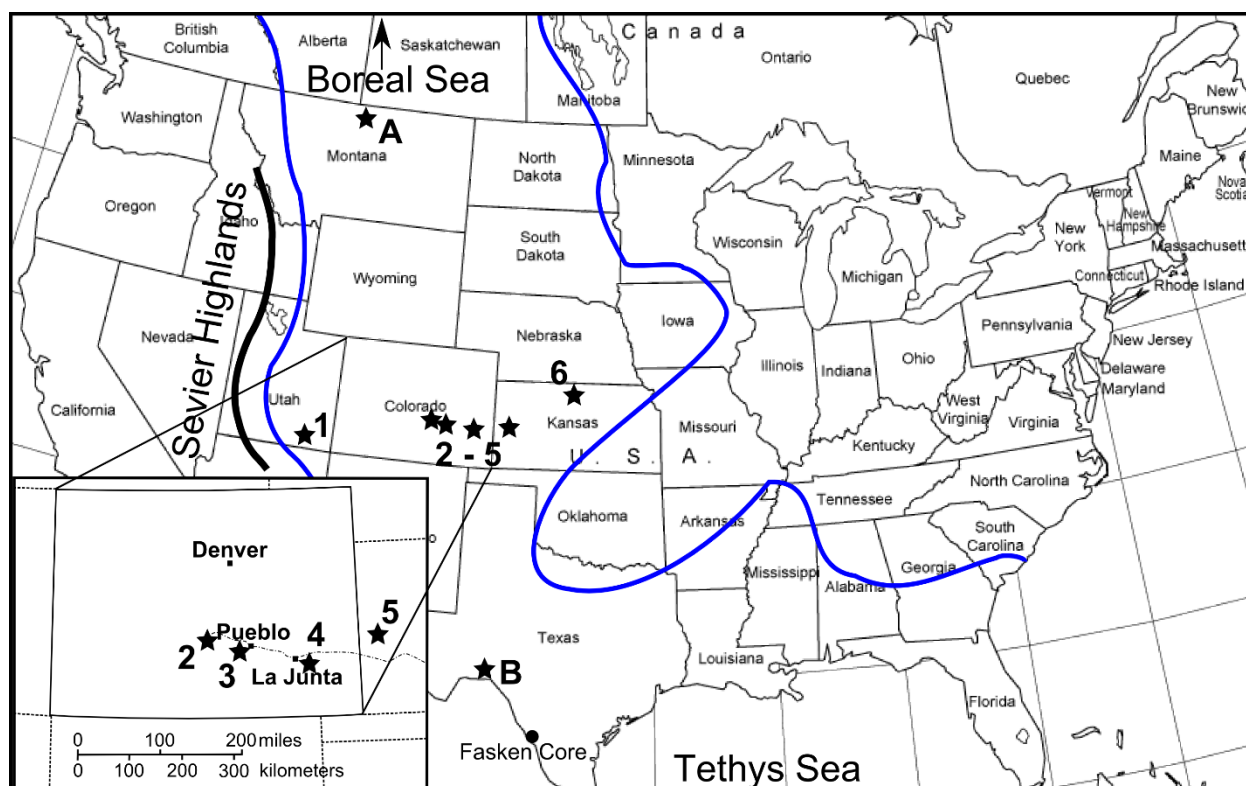 British
Columbia
Alberta
Saskatchewan
Canada
Ontario
Quebec
New
Brunswick
Boreal Sea
Manitoba
Washington
A
Montana
North
Dakota
Minnesota
Maine
Nova
Scotia
Vermont
New
Hampshire
Oregon
Idaho
Sevier Highlands
South
Dakota
Wisconsin
Michigan
New
York
Massachusetts
Connecticut
Rhode Island
Wyoming
Iowa
Pennsylvania
New Jersey
Nevada
Nebraska
Illinois
Indiana
Ohio
Delaware
Maryland
California
Utah
1
Colorado
2 - 5
6
Kansas
Missouri
West
Virginia
Virginia
Kentucky
U. S. A.
North Carolina
Tennessee
Oklahoma
Arkansas
South
Carolina
Mississippi
Alabama
Georgia
o
Texas
Louisiana
Florida
B
Fasken Core
Tethys Sea
Denver
Pueblo
2
3
4
5
La Junta
0 100 200 miles
0 100 200 300 kilometers